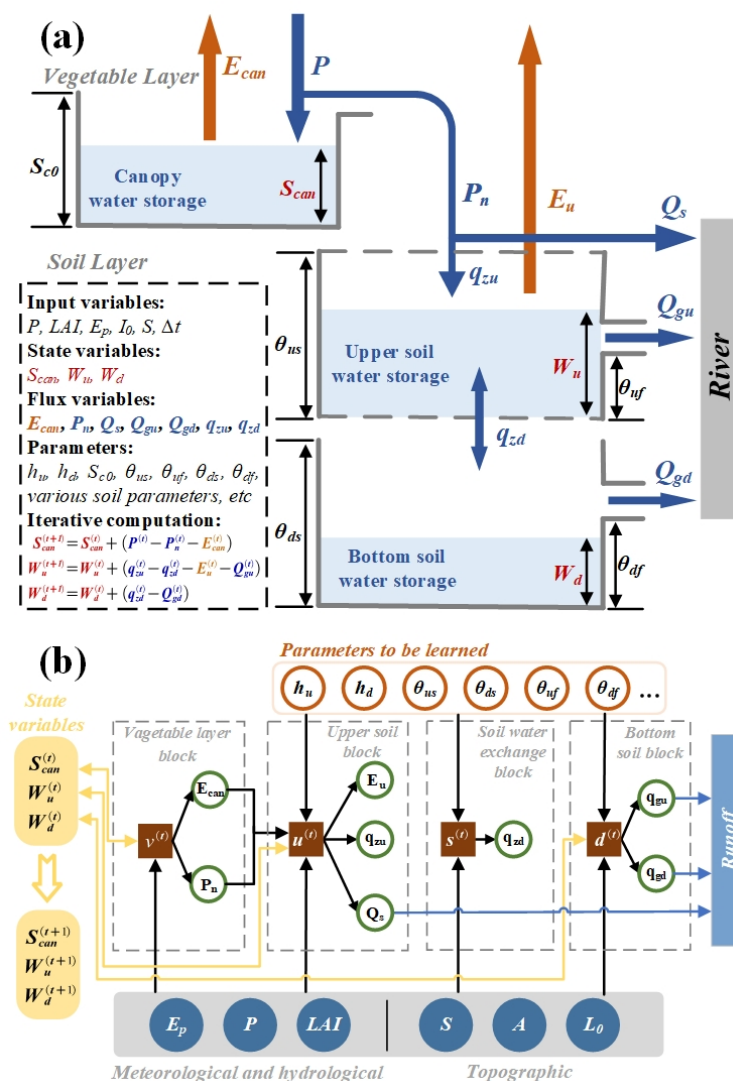 (a)
Vegetable Layer
E_can
P
S_c0
Canopy
water storage
S_can
P_n
E_u
Q_s
Soil Layer
q_zu
Input variables:
P, LAI, E_p, I_0, S, Δt
State variables:
S_can, W_u, W_d
Flux variables:
E_can, P_n, Q_s, Q_gu, Q_gd, q_zu, q_zd
Parameters:
h_u, h_d, S_c0, θ_us, θ_uf, θ_ds, θ_df,
various soil parameters, etc
Iterative computation:
S_can^(t+1)=S_can^(t)+(P^(t)−P_n^(t)−E_can^(t))
W_u^(t+1)=W_u^(t)+(q_zu^(t)−q_zd^(t)−E_u^(t)−Q_gu^(t))
W_d^(t+1)=W_d^(t)+(q_zd^(t)−Q_gd^(t))
θ_us
Upper soil
water storage
W_u
θ_uf
Q_gu
River
q_zd
Q_gd
θ_ds
Bottom soil
water storage
W_d
θ_df
(b)
Parameters to be learned
h_u h_d θ_us θ_ds θ_uf θ_df ...
State
variables
Vagetable layer
block
Upper soil
block
Soil water
exchange
block
Bottom
soil block
S_can^(t)
W_u^(t)
W_d^(t)
E_can
v^(t)
P_n
E_u
u^(t)
q_zu
Q_s
s^(t)
q_zd
q_gu
d^(t)
q_gd
Runoff
S_can^(t+1)
W_u^(t+1)
W_d^(t+1)
E_p P LAI S A L_0
Meteorological and hydrological
Topographic